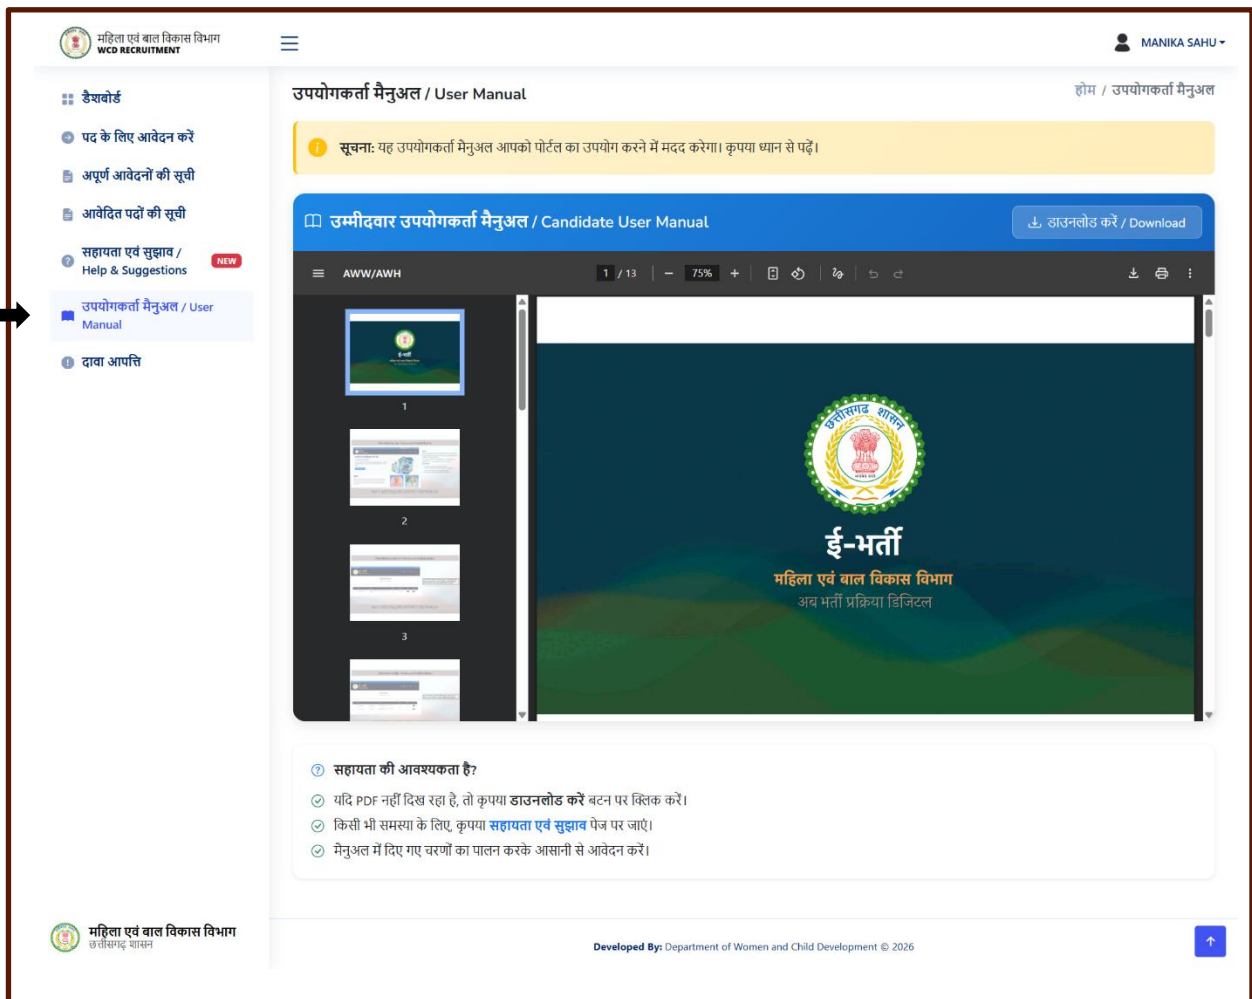 महिला एवं बाल विकास विभाग
WCD RECRUITMENT
MANIKA SAHU
डैशबोर्ड
पद के लिए आवेदन करें
अपूर्ण आवेदनों की सूची
आवेदित पदों की सूची
सहायता एवं सुझाव /
Help & Suggestions
NEW
उपयोगकर्ता मैनुअल / User
Manual
दावा आपत्ति
उपयोगकर्ता मैनुअल / User Manual
होम / उपयोगकर्ता मैनुअल
सूचना: यह उपयोगकर्ता मैनुअल आपको पोर्टल का उपयोग करने में मदद करेगा। कृपया ध्यान से पढ़ें।
उम्मीदवार उपयोगकर्ता मैनुअल / Candidate User Manual
डाउनलोड करें / Download
AWW/AWH
1 / 13
75%
1
2
3
छत्तीसगढ़ शासन
ई-भर्ती
महिला एवं बाल विकास विभाग
अब भर्ती प्रक्रिया डिजिटल
सहायता की आवश्यकता है?
यदि PDF नहीं दिख रहा है, तो कृपया डाउनलोड करें बटन पर क्लिक करें।
किसी भी समस्या के लिए, कृपया सहायता एवं सुझाव पेज पर जाएं।
मैनुअल में दिए गए चरणों का पालन करके आसानी से आवेदन करें।
महिला एवं बाल विकास विभाग
छत्तीसगढ़ शासन
Developed By: Department of Women and Child Development © 2026